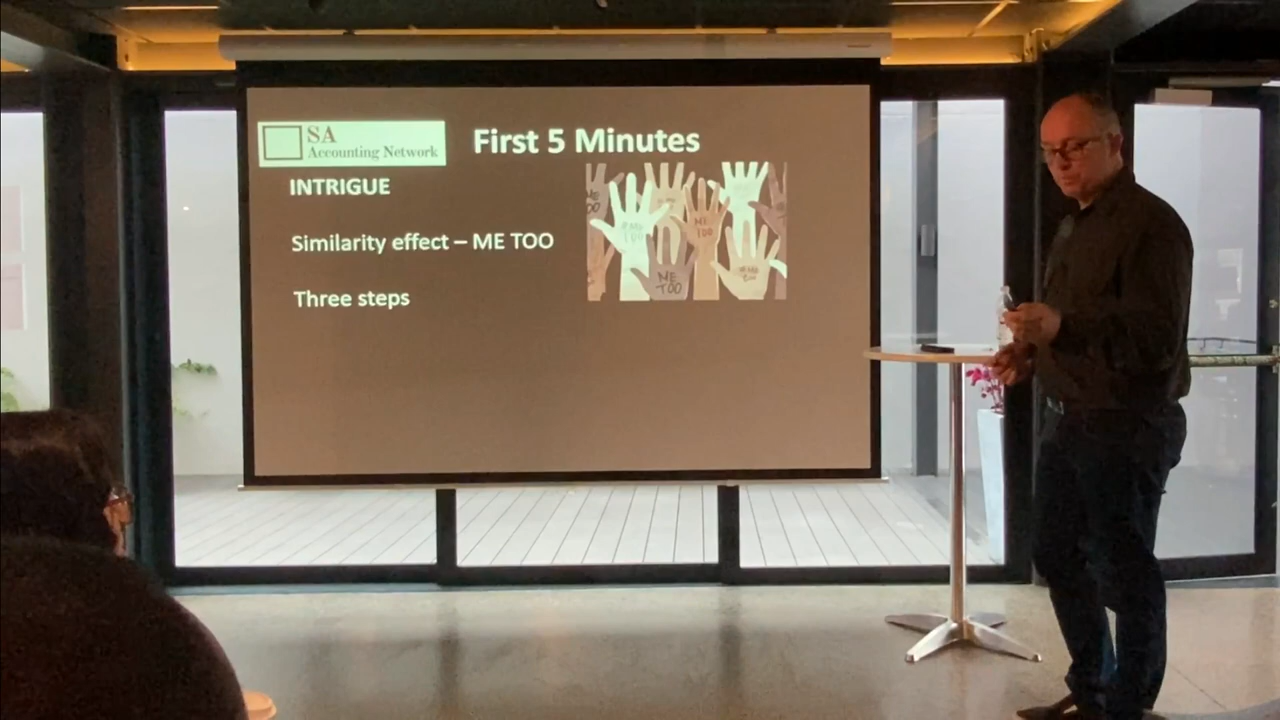 SA
Accounting Network
First 5 Minutes
INTRIGUE
Similarity effect – ME TOO
Three steps
ME
TOO
ME
TOO